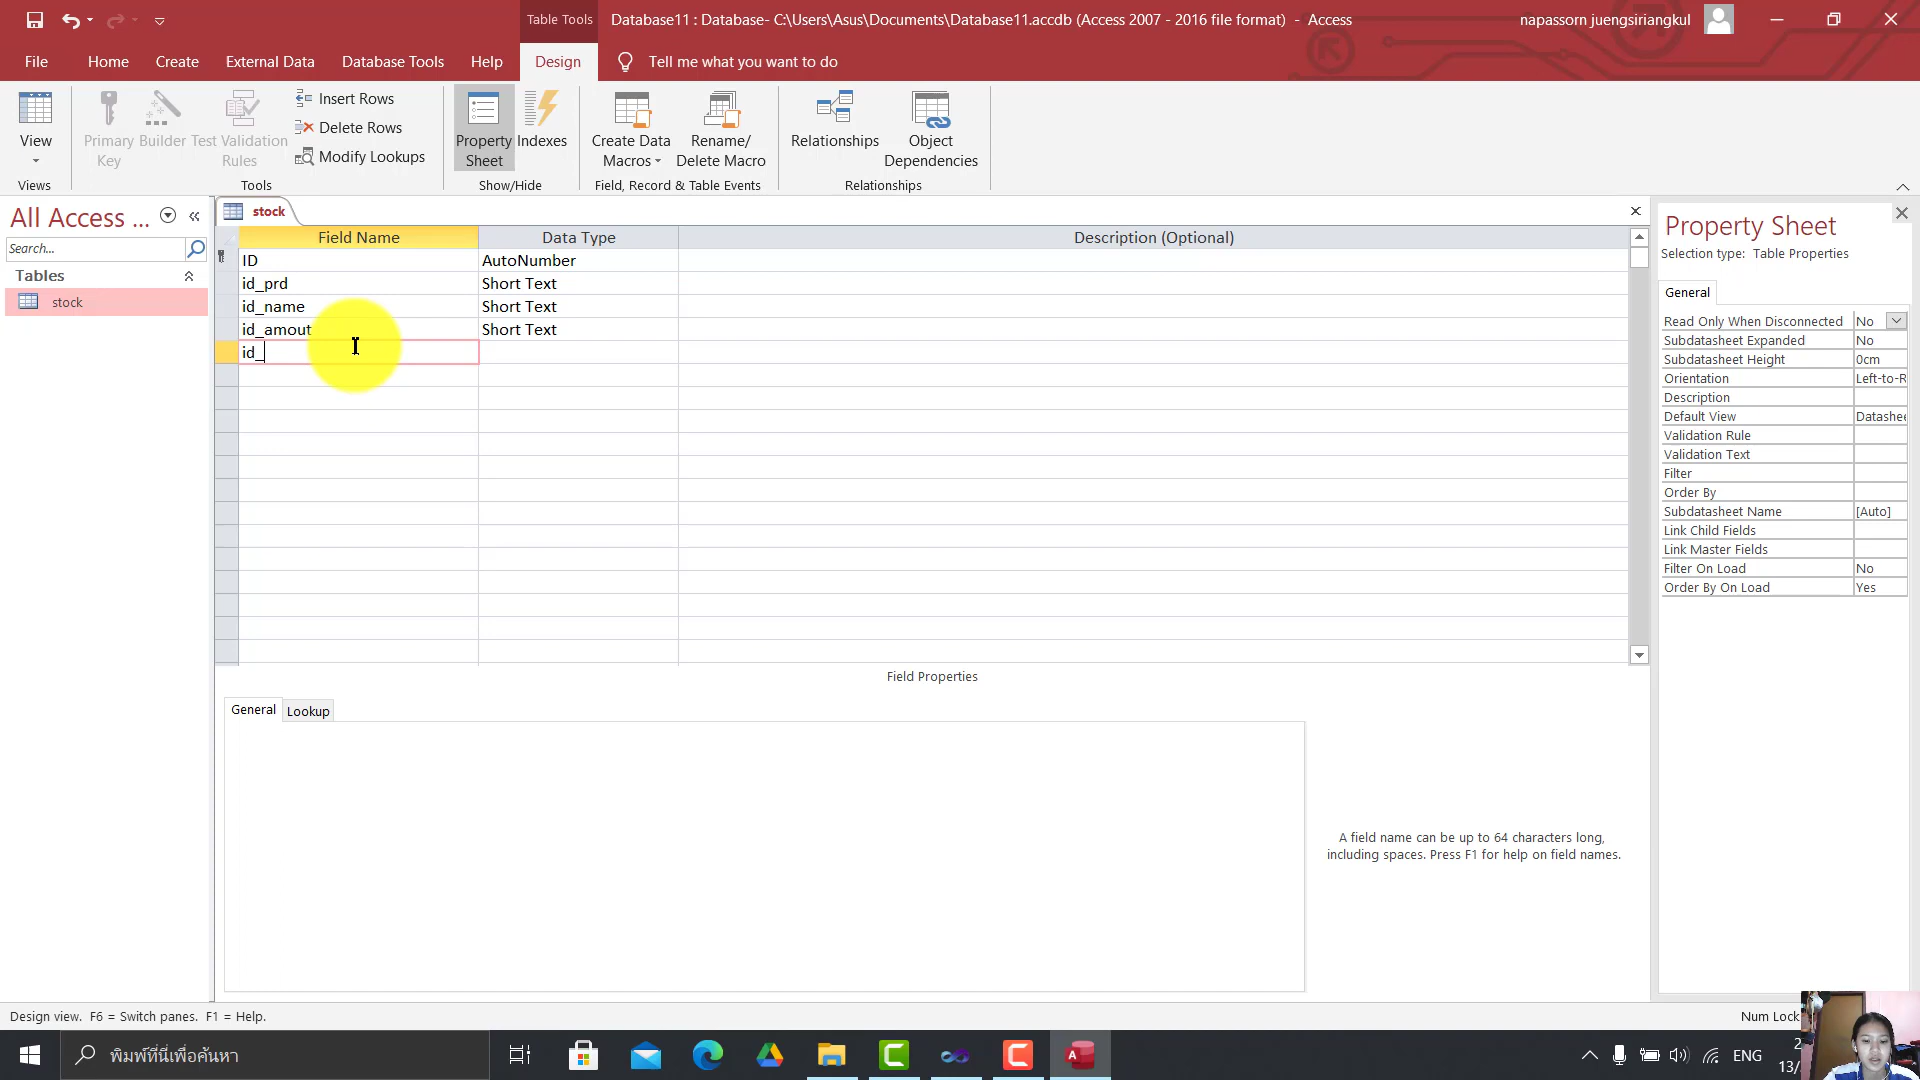 Table Tools
Database11 : Database- C:\Users\Asus\Documents\Database11.accdb (Access 2007 - 2016 file format) - Access
napassorn juengsiriangkul
File Home Create External Data Database Tools Help Design Tell me what you want to do
View
Views
Primary Key
Builder
Test Validation Rules
Insert Rows
Delete Rows
Modify Lookups
Tools
Property Sheet
Indexes
Show/Hide
Create Data Macros
Rename/ Delete Macro
Field, Record & Table Events
Relationships
Object Dependencies
Relationships
All Access ...
Search...
Tables
stock
stock
Field Name Data Type Description (Optional)
ID AutoNumber
id_prd Short Text
id_name Short Text
id_amout Short Text
id_
Field Properties
General Lookup
A field name can be up to 64 characters long,
including spaces. Press F1 for help on field names.
Property Sheet
Selection type: Table Properties
General
Read Only When Disconnected No
Subdatasheet Expanded No
Subdatasheet Height 0cm
Orientation Left-to-R
Description
Default View Datashee
Validation Rule
Validation Text
Filter
Order By
Subdatasheet Name [Auto]
Link Child Fields
Link Master Fields
Filter On Load No
Order By On Load Yes
Design view. F6 = Switch panes. F1 = Help.
Num Lock
พิมพ์ที่นี่เพื่อค้นหา
ENG
13/